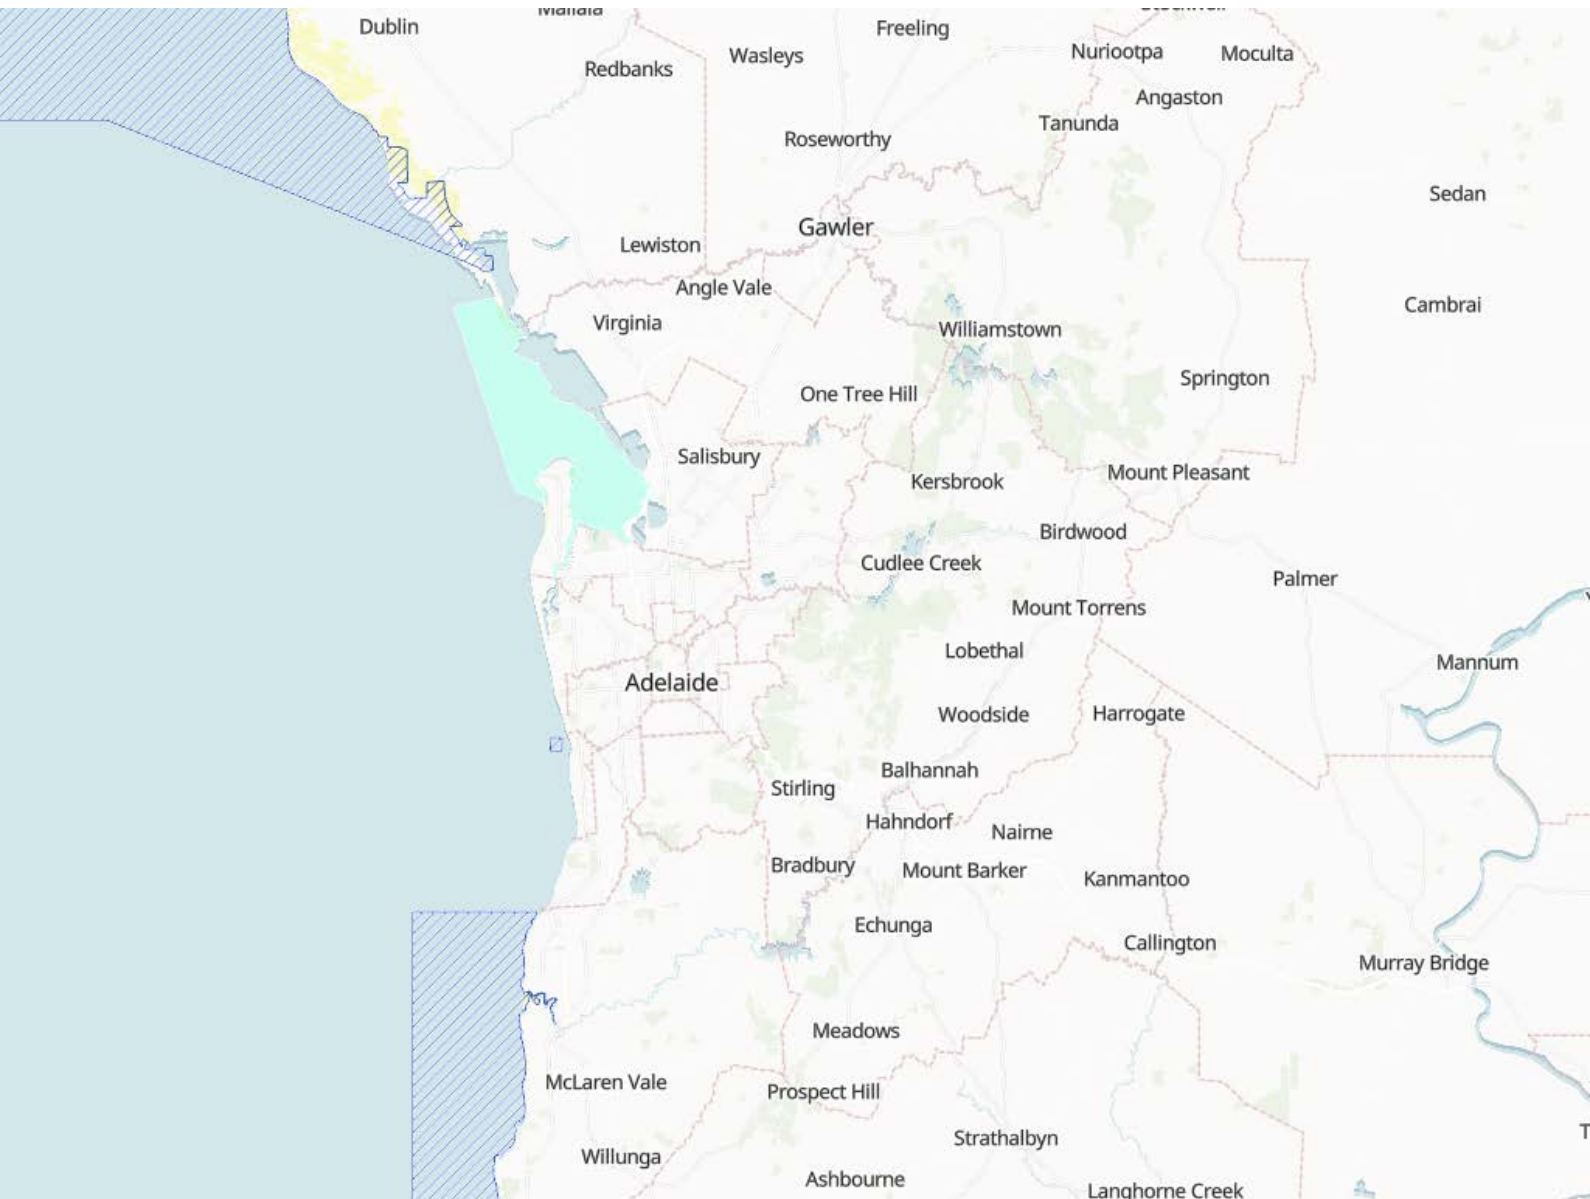 Dublin
Mallala
Freeling
Redbanks
Wasleys
Nuriootpa
Moculta
Angaston
Tanunda
Roseworthy
Sedan
Gawler
Lewiston
Angle Vale
Cambrai
Virginia
Williamstown
One Tree Hill
Springton
Salisbury
Kersbrook
Mount Pleasant
Birdwood
Cudlee Creek
Palmer
Mount Torrens
Lobethal
Mannum
Adelaide
Woodside
Harrogate
Balhannah
Stirling
Hahndorf
Nairne
Bradbury
Mount Barker
Kanmantoo
Echunga
Callington
Murray Bridge
Meadows
McLaren Vale
Prospect Hill
Strathalbyn
Willunga
Ashbourne
Langhorne Creek